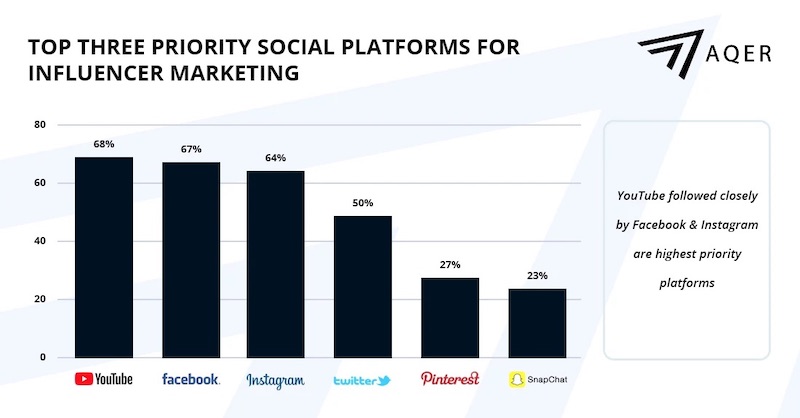 TOP THREE PRIORITY SOCIAL PLATFORMS FOR
INFLUENCER MARKETING
AQER
80
60
40
20
0
68%
67%
64%
50%
27%
23%
YouTube
facebook.
Instagram
twitter
Pinterest
SnapChat
YouTube followed closely
by Facebook & Instagram
are highest priority
platforms